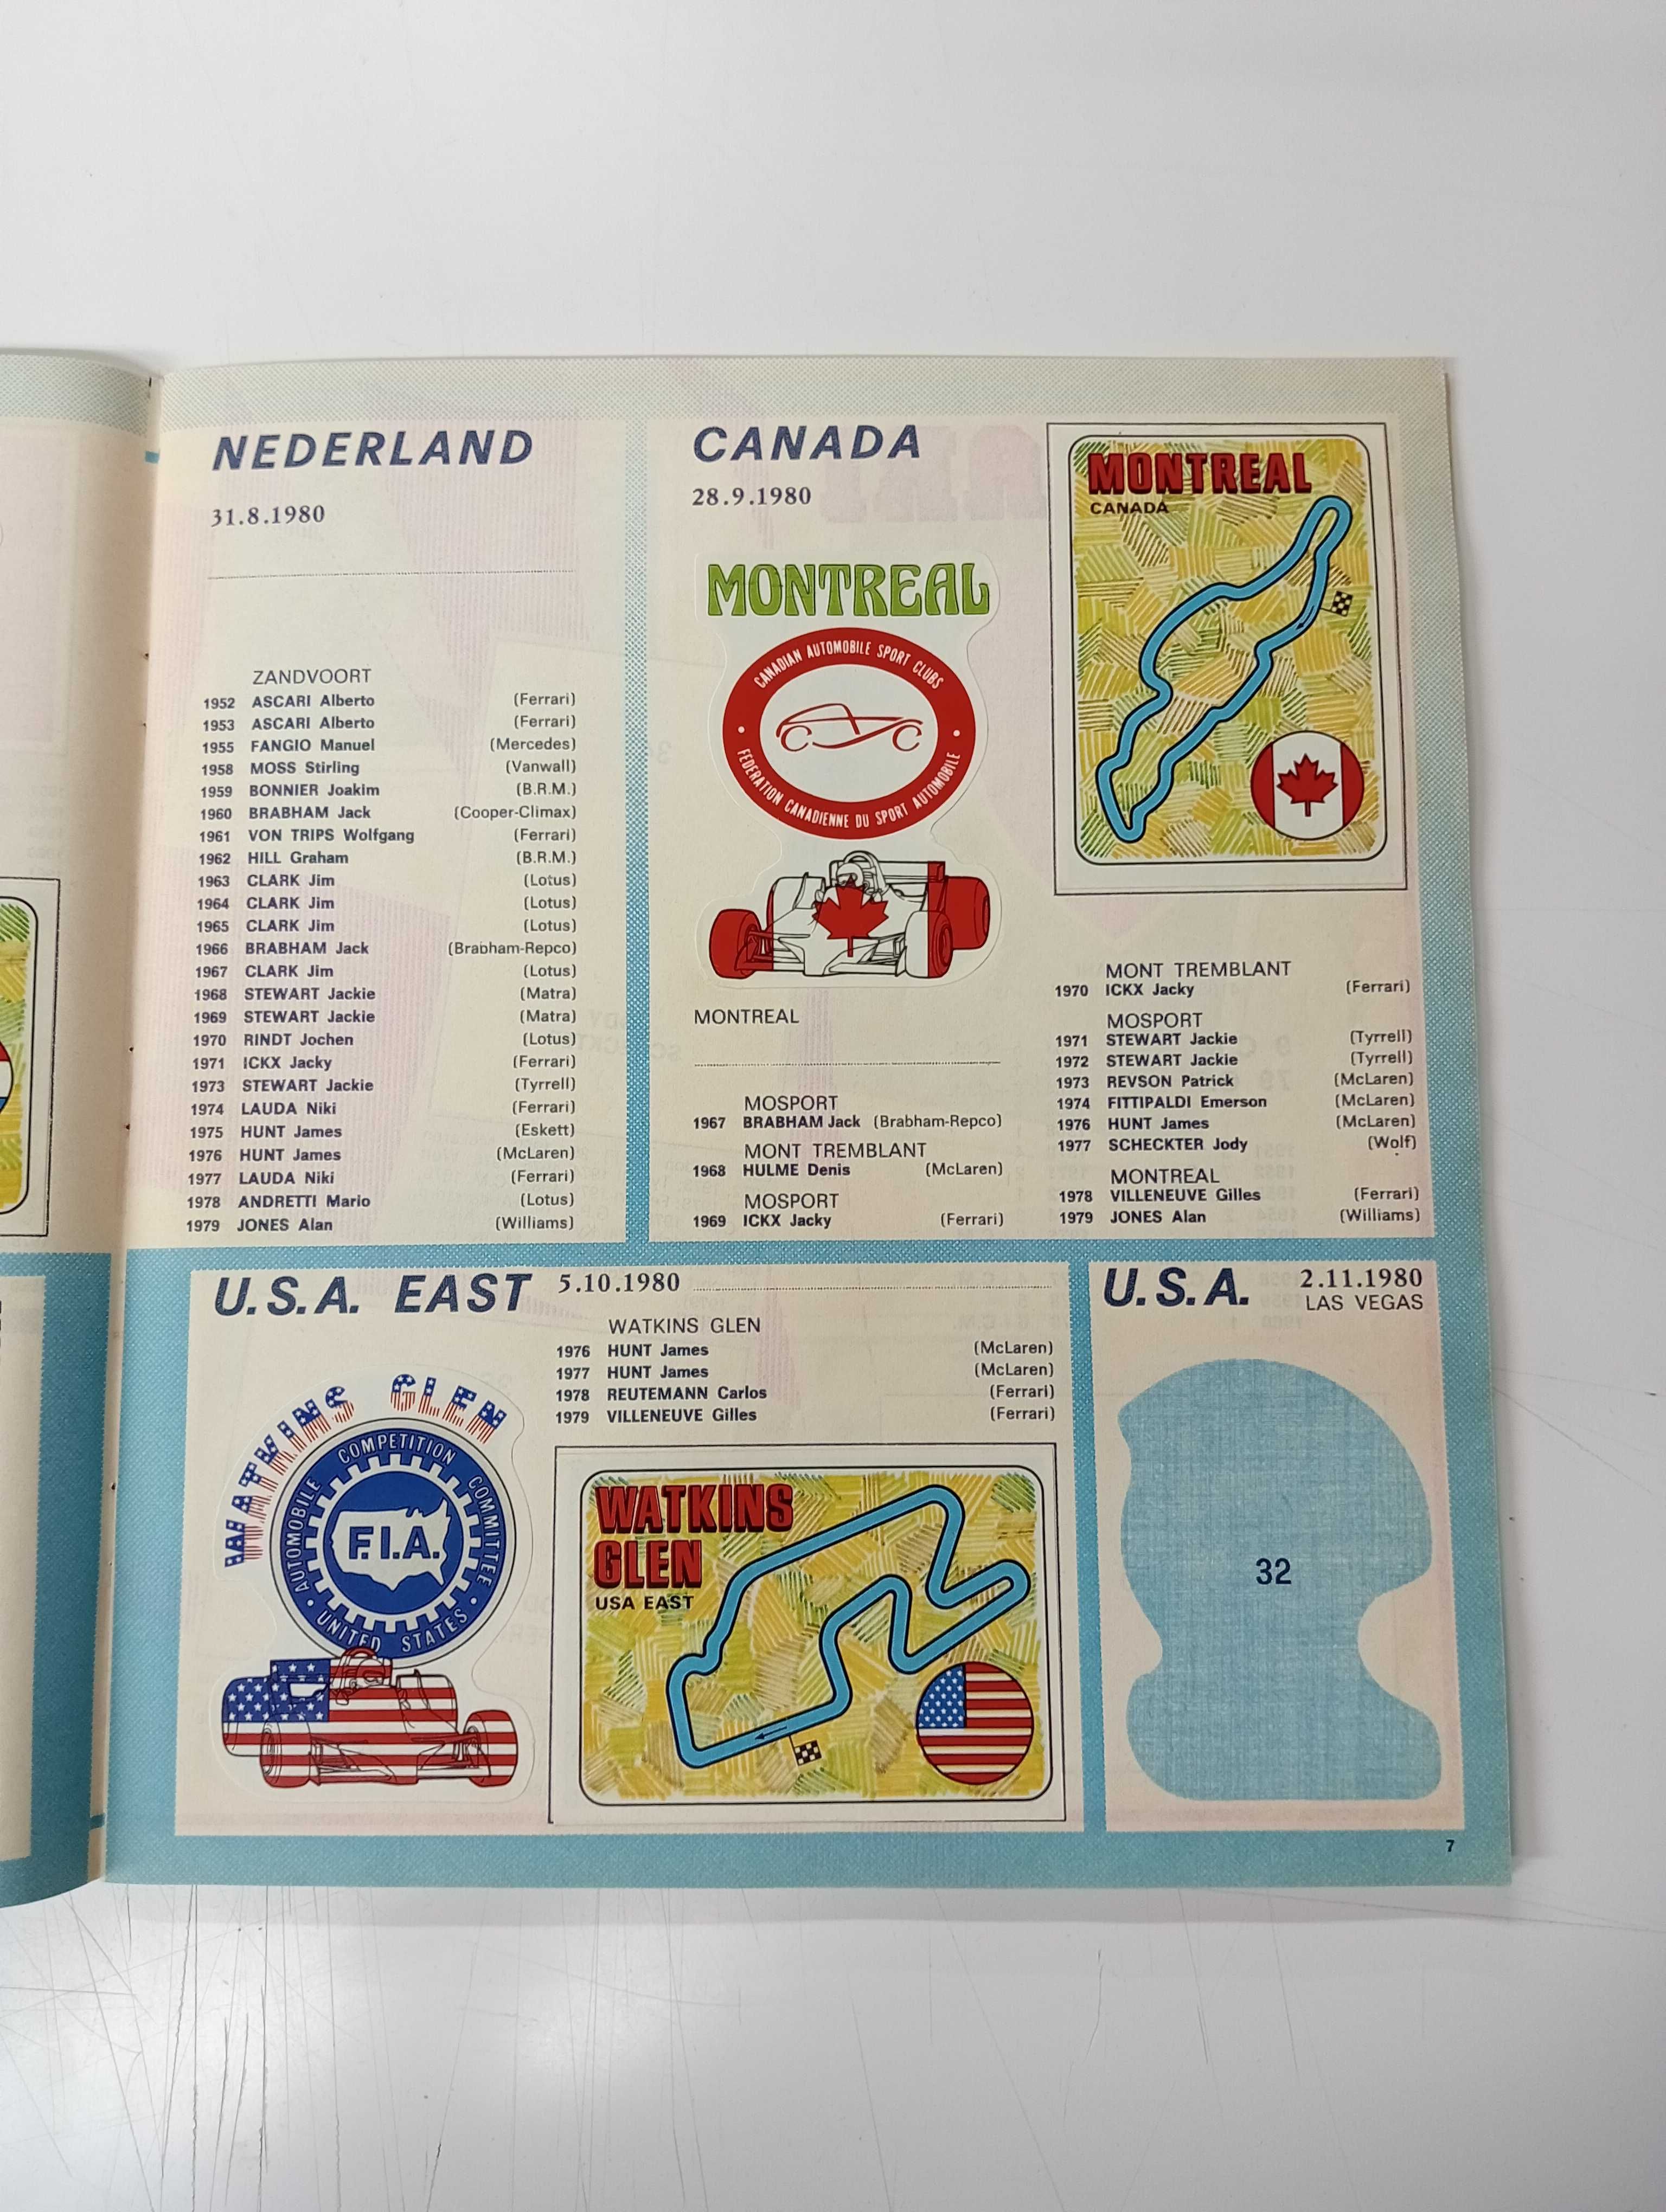 NEDERLAND
31.8.1980
ZANDVOORT
1952 ASCARI Alberto (Ferrari)
1953 ASCARI Alberto (Ferrari)
1955 FANGIO Manuel (Mercedes)
1958 MOSS Stirling (Vanwall)
1959 BONNIER Joakim (B.R.M.)
1960 BRABHAM Jack (Cooper-Climax)
1961 VON TRIPS Wolfgang (Ferrari)
1962 HILL Graham (B.R.M.)
1963 CLARK Jim (Lotus)
1964 CLARK Jim (Lotus)
1965 CLARK Jim (Lotus)
1966 BRABHAM Jack (Brabham-Repco)
1967 CLARK Jim (Lotus)
1968 STEWART Jackie (Matra)
1969 STEWART Jackie (Matra)
1970 RINDT Jochen (Lotus)
1971 ICKX Jacky (Ferrari)
1973 STEWART Jackie (Tyrrell)
1974 LAUDA Niki (Ferrari)
1975 HUNT James (Eskett)
1976 HUNT James (McLaren)
1977 LAUDA Niki (Ferrari)
1978 ANDRETTI Mario (Lotus)
1979 JONES Alan (Williams)
CANADA
28.9.1980
MONTREAL
CANADIAN AUTOMOBILE SPORT CLUBS
FEDERATION CANADIENNE DU SPORT AUTOMOBILE
MONTREAL
MOSPORT
1967 BRABHAM Jack (Brabham-Repco)
MONT TREMBLANT
1968 HULME Denis (McLaren)
MOSPORT
1969 ICKX Jacky (Ferrari)
MONTREAL
CANADA
MONT TREMBLANT
1970 ICKX Jacky (Ferrari)
MOSPORT
1971 STEWART Jackie (Tyrrell)
1972 STEWART Jackie (Tyrrell)
1973 REVSON Patrick (McLaren)
1974 FITTIPALDI Emerson (McLaren)
1976 HUNT James (McLaren)
1977 SCHECKTER Jody (Wolf)
MONTREAL
1978 VILLENEUVE Gilles (Ferrari)
1979 JONES Alan (Williams)
U.S.A. EAST 5.10.1980
WATKINS GLEN
1976 HUNT James (McLaren)
1977 HUNT James (McLaren)
1978 REUTEMANN Carlos (Ferrari)
1979 VILLENEUVE Gilles (Ferrari)
WATKINS GLEN
AUTOMOBILE COMPETITION COMMITTEE
UNITED STATES
F.I.A.
WATKINS
GLEN
USA EAST
U.S.A. 2.11.1980
LAS VEGAS
32
7